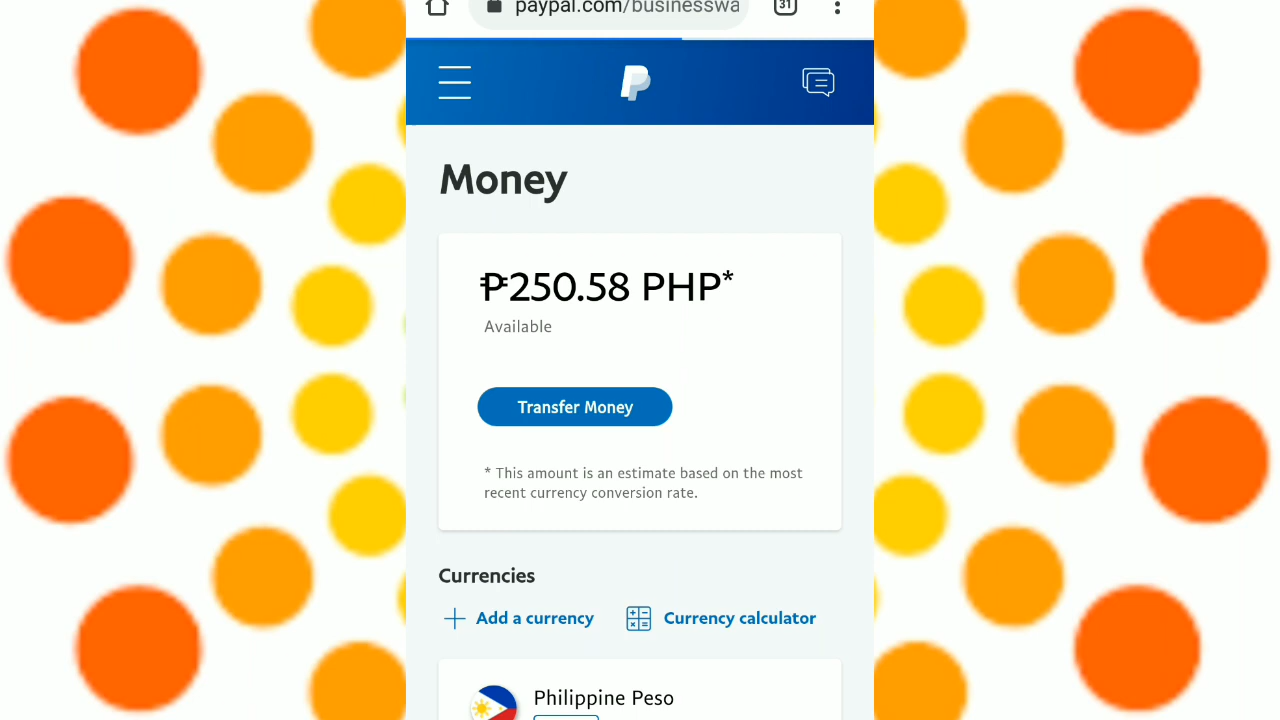 paypal.com/businesswa
31
Money
₱250.58 PHP*
Available
Transfer Money
* This amount is an estimate based on the most
recent currency conversion rate.
Currencies
Add a currency
Currency calculator
Philippine Peso